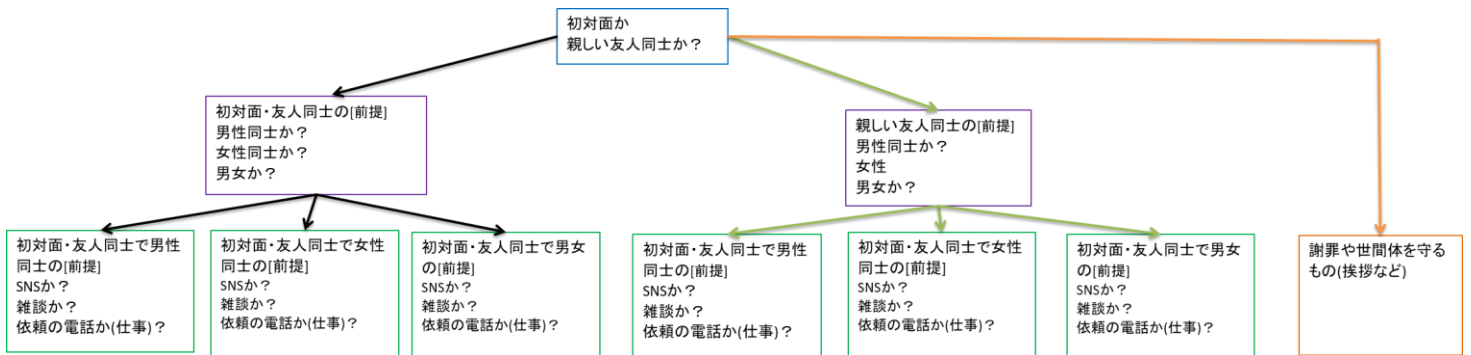 初対面か
親しい友人同士か？
初対面・友人同士の[前提]
男性同士か？
女性同士か？
男女か？
親しい友人同士の[前提]
男性同士か？
女性
男女か？
初対面・友人同士で男性
同士の[前提]
SNSか？
雑談か？
依頼の電話か(仕事)？
初対面・友人同士で女性
同士の[前提]
SNSか？
雑談か？
依頼の電話か(仕事)？
初対面・友人同士で男女
の[前提]
SNSか？
雑談か？
依頼の電話か(仕事)？
初対面・友人同士で男性
同士の[前提]
SNSか？
雑談か？
依頼の電話か(仕事)？
初対面・友人同士で女性
同士の[前提]
SNSか？
雑談か？
依頼の電話か(仕事)？
初対面・友人同士で男女
の[前提]
SNSか？
雑談か？
依頼の電話か(仕事)？
謝罪や世間体を守る
もの(挨拶など)